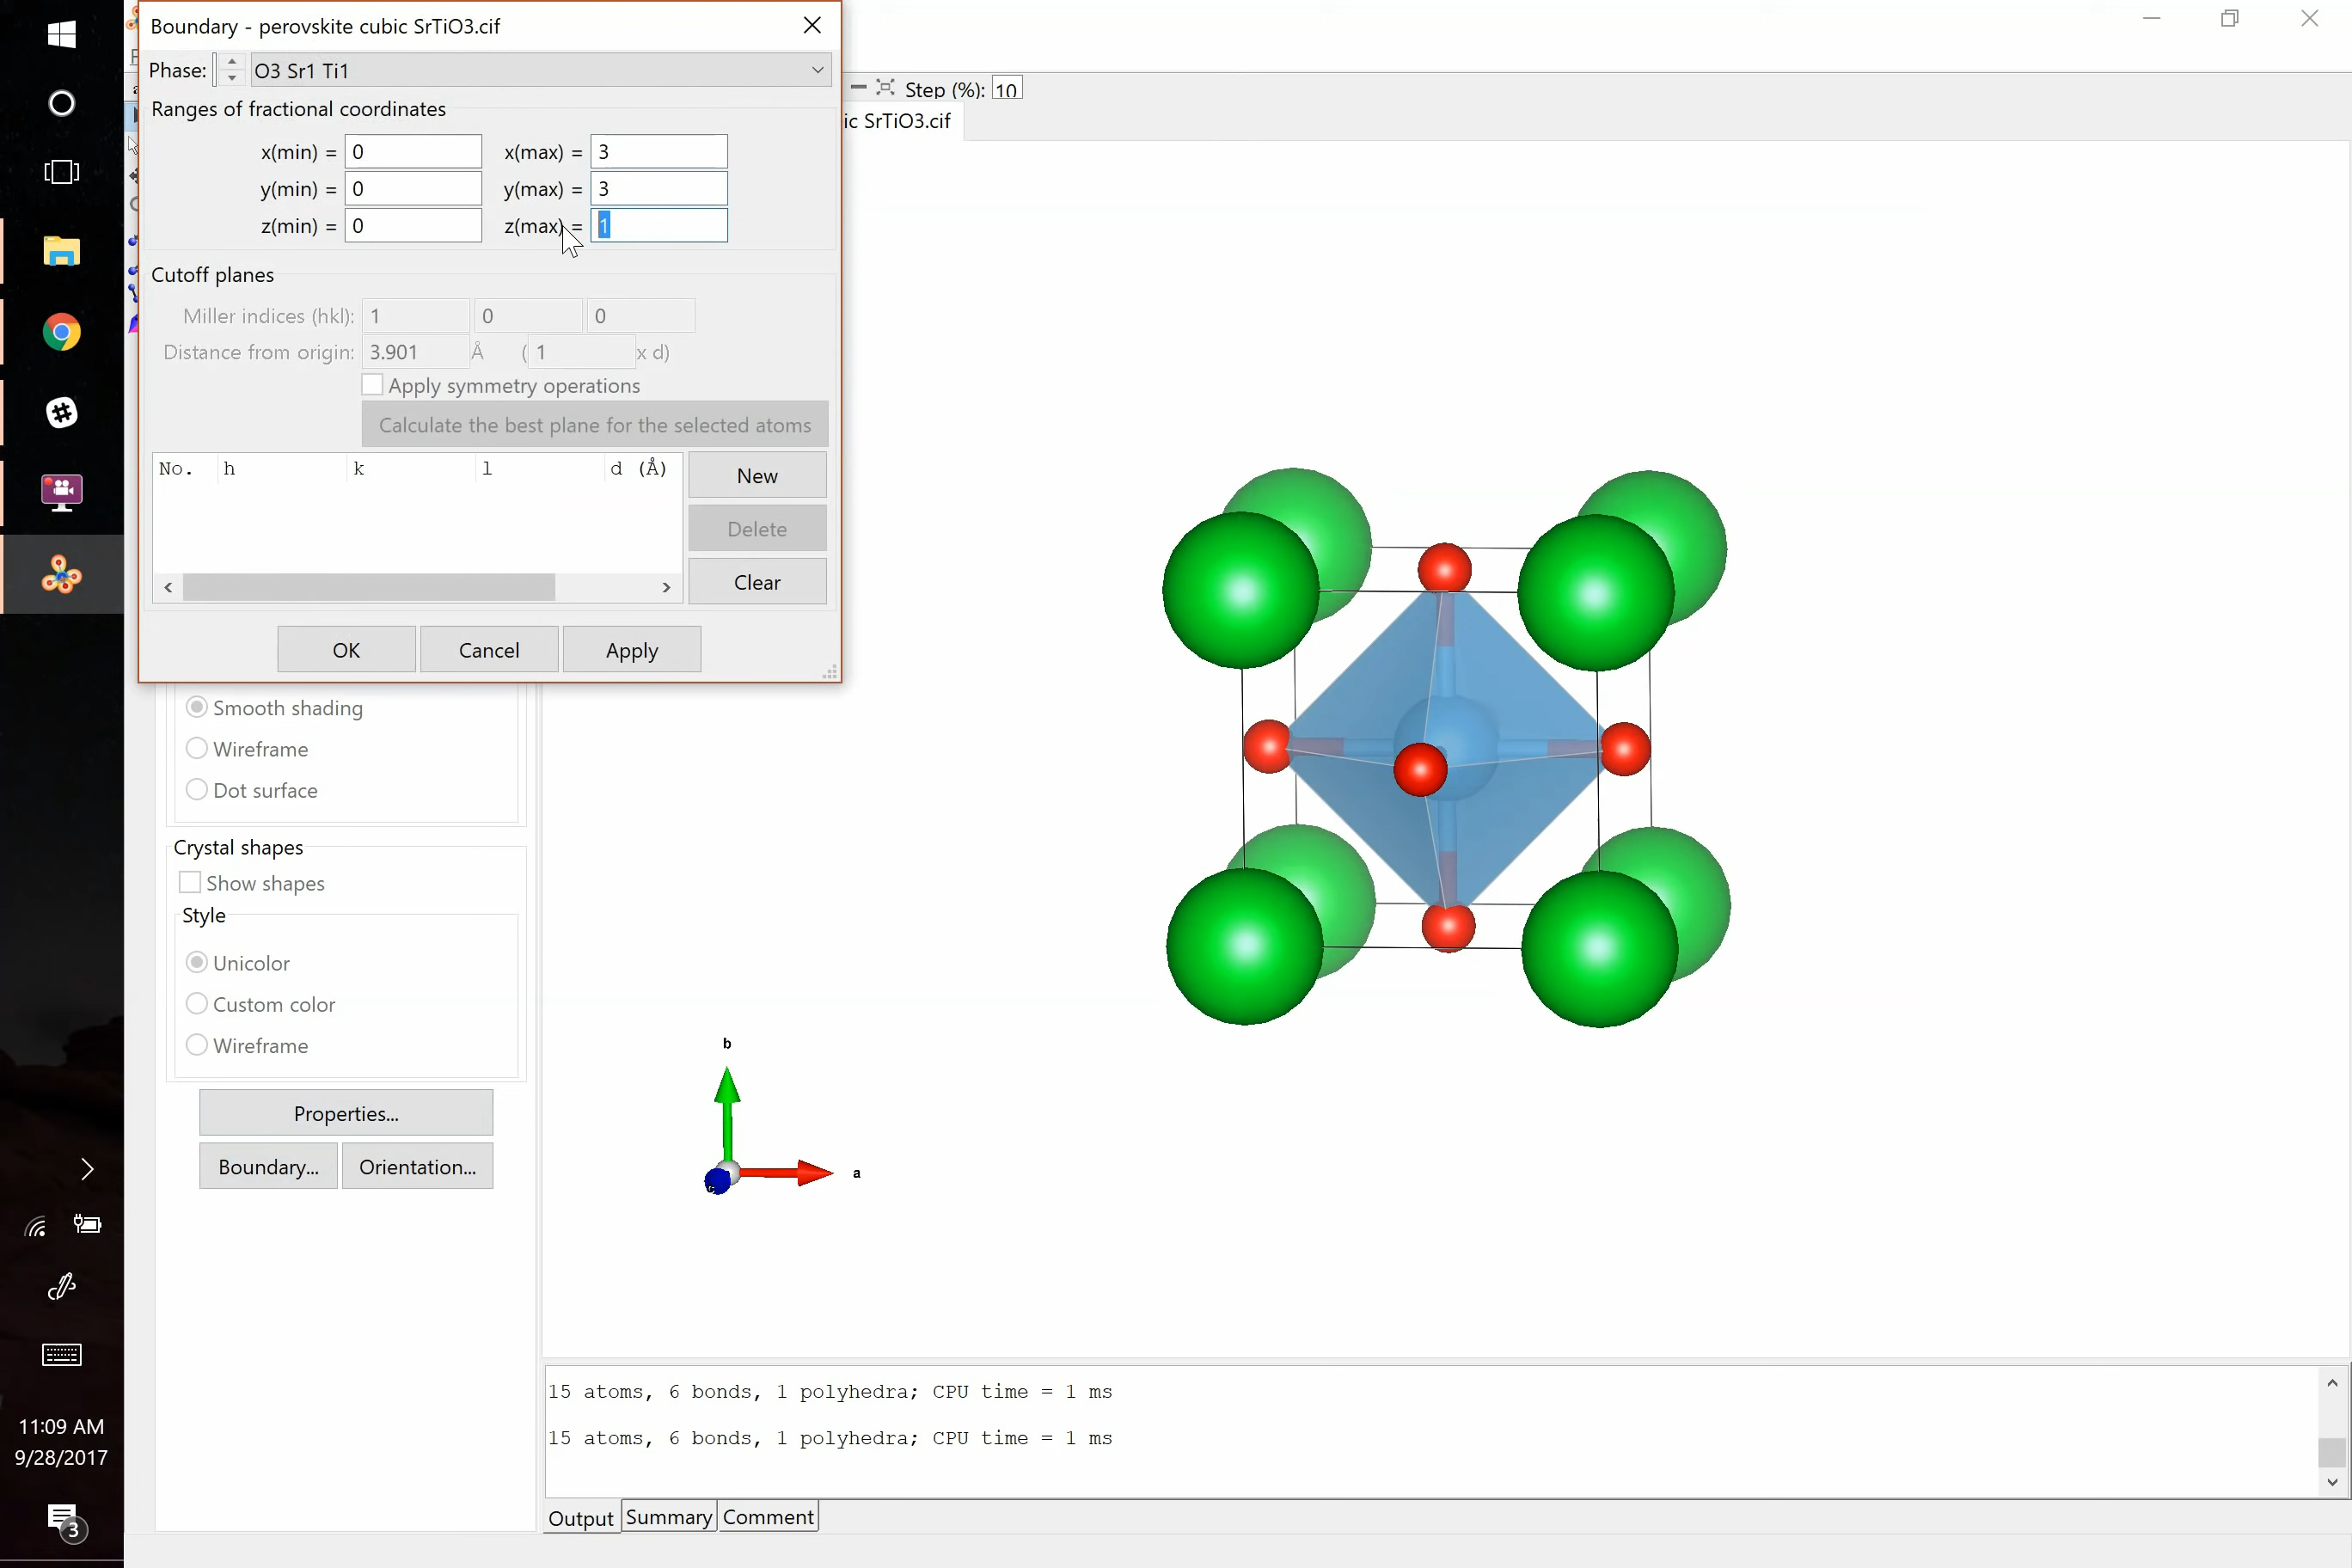 Boundary - perovskite cubic SrTiO3.cif
Phase: O3 Sr1 Ti1
Step (%): 10
Ranges of fractional coordinates
ic SrTiO3.cif
x(min) = 0 x(max) = 3
y(min) = 0 y(max) = 3
z(min) = 0 z(max) = 1
Cutoff planes
Miller indices (hkl): 1 0 0
Distance from origin: 3.901 Å ( 1 x d)
Apply symmetry operations
Calculate the best plane for the selected atoms
No. h k l d (Å)
New
Delete
Clear
OK Cancel Apply
Smooth shading
Wireframe
Dot surface
Crystal shapes
Show shapes
Style
Unicolor
Custom color
Wireframe
Properties...
Boundary... Orientation...
b
a
c
15 atoms, 6 bonds, 1 polyhedra; CPU time = 1 ms
15 atoms, 6 bonds, 1 polyhedra; CPU time = 1 ms
Output Summary Comment
11:09 AM
9/28/2017
3